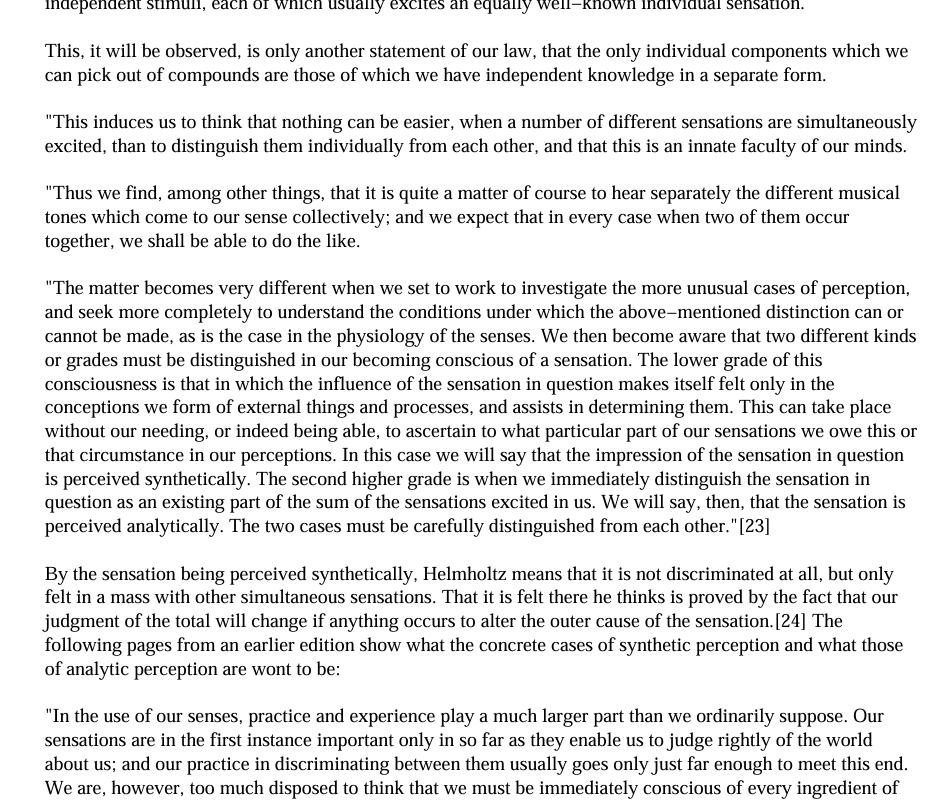 independent stimuli, each of which usually excites an equally well−known individual sensation.
This, it will be observed, is only another statement of our law, that the only individual components which we
can pick out of compounds are those of which we have independent knowledge in a separate form.
"This induces us to think that nothing can be easier, when a number of different sensations are simultaneously
excited, than to distinguish them individually from each other, and that this is an innate faculty of our minds.
"Thus we find, among other things, that it is quite a matter of course to hear separately the different musical
tones which come to our sense collectively; and we expect that in every case when two of them occur
together, we shall be able to do the like.
"The matter becomes very different when we set to work to investigate the more unusual cases of perception,
and seek more completely to understand the conditions under which the above−mentioned distinction can or
cannot be made, as is the case in the physiology of the senses. We then become aware that two different kinds
or grades must be distinguished in our becoming conscious of a sensation. The lower grade of this
consciousness is that in which the influence of the sensation in question makes itself felt only in the
conceptions we form of external things and processes, and assists in determining them. This can take place
without our needing, or indeed being able, to ascertain to what particular part of our sensations we owe this or
that circumstance in our perceptions. In this case we will say that the impression of the sensation in question
is perceived synthetically. The second higher grade is when we immediately distinguish the sensation in
question as an existing part of the sum of the sensations excited in us. We will say, then, that the sensation is
perceived analytically. The two cases must be carefully distinguished from each other."[23]
By the sensation being perceived synthetically, Helmholtz means that it is not discriminated at all, but only
felt in a mass with other simultaneous sensations. That it is felt there he thinks is proved by the fact that our
judgment of the total will change if anything occurs to alter the outer cause of the sensation.[24] The
following pages from an earlier edition show what the concrete cases of synthetic perception and what those
of analytic perception are wont to be:
"In the use of our senses, practice and experience play a much larger part than we ordinarily suppose. Our
sensations are in the first instance important only in so far as they enable us to judge rightly of the world
about us; and our practice in discriminating between them usually goes only just far enough to meet this end.
We are, however, too much disposed to think that we must be immediately conscious of every ingredient of